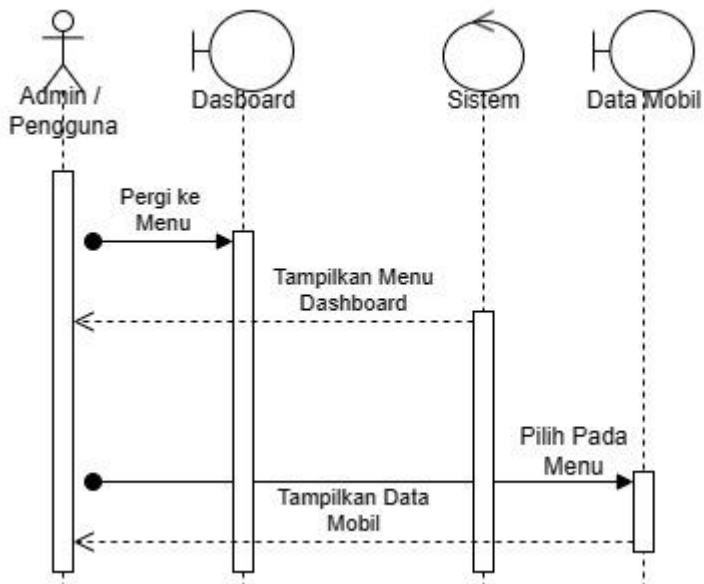 Admin /
Pengguna
Dasboard
Sistem
Data Mobil
Pergi ke
Menu
Tampilkan Menu
Dashboard
Pilih Pada
Menu
Tampilkan Data
Mobil